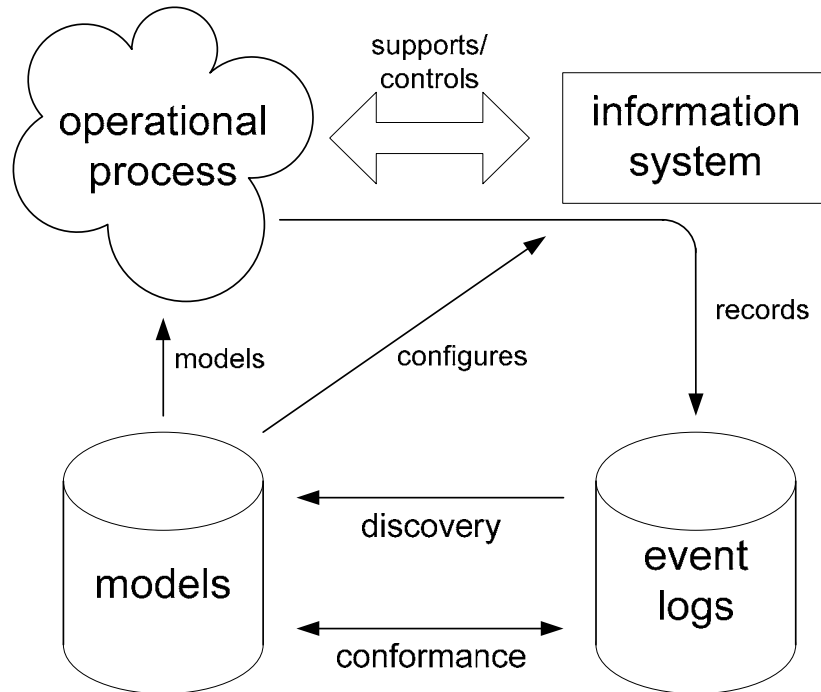 supports/
controls
operational
process
information
system
records
models
configures
discovery
models
event
logs
conformance